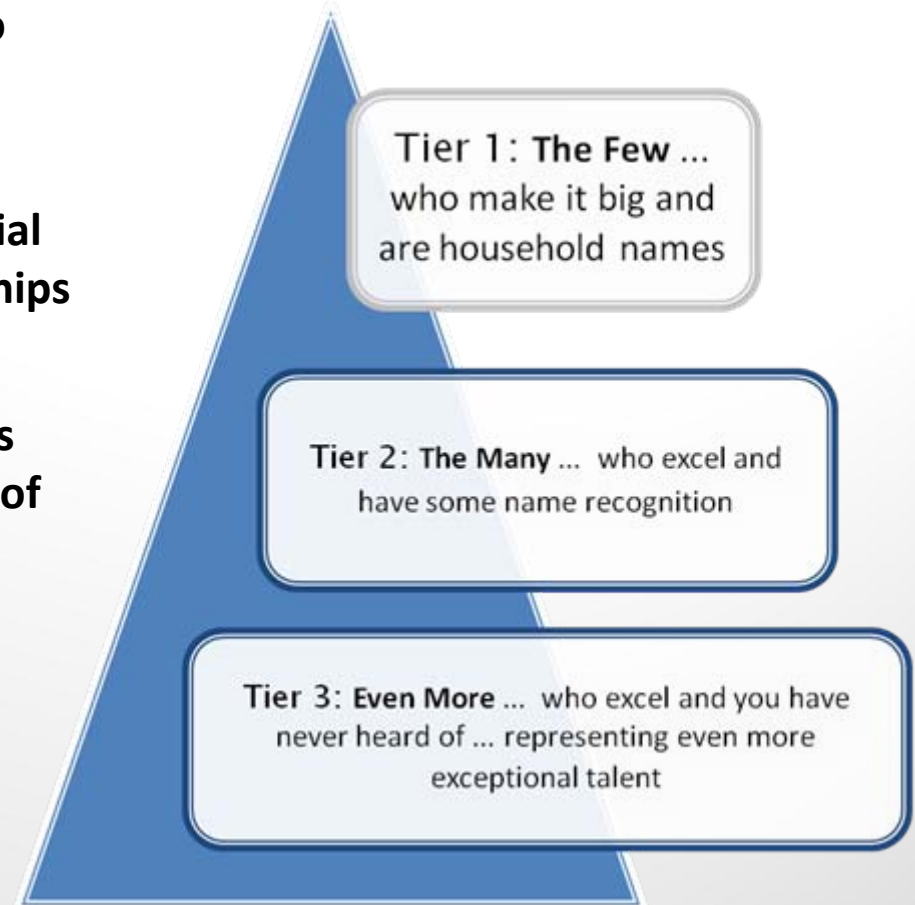 Tier 1: The Few ...
who make it big and
are household names
Tier 2: The Many ... who excel and
have some name recognition
Tier 3: Even More ... who excel and you have
never heard of ... representing even more
exceptional talent
of